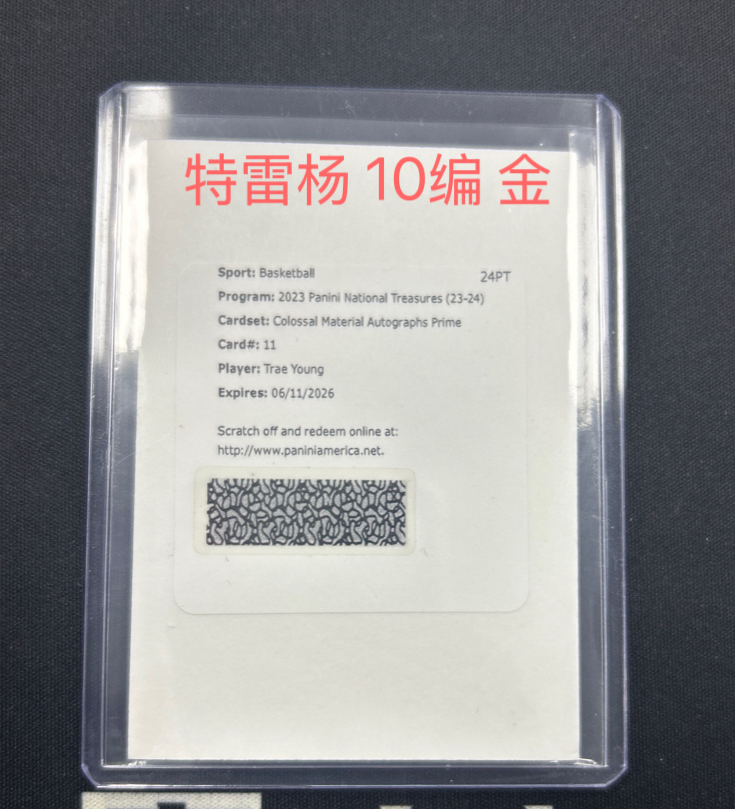 特雷杨 10编 金
Sport: Basketball
24PT
Program: 2023 Panini National Treasures (23-24)
Cardset: Colossal Material Autographs Prime
Card#: 11
Player: Trae Young
Expires: 06/11/2026
Scratch off and redeem online at:
http://www.paniniamerica.net.